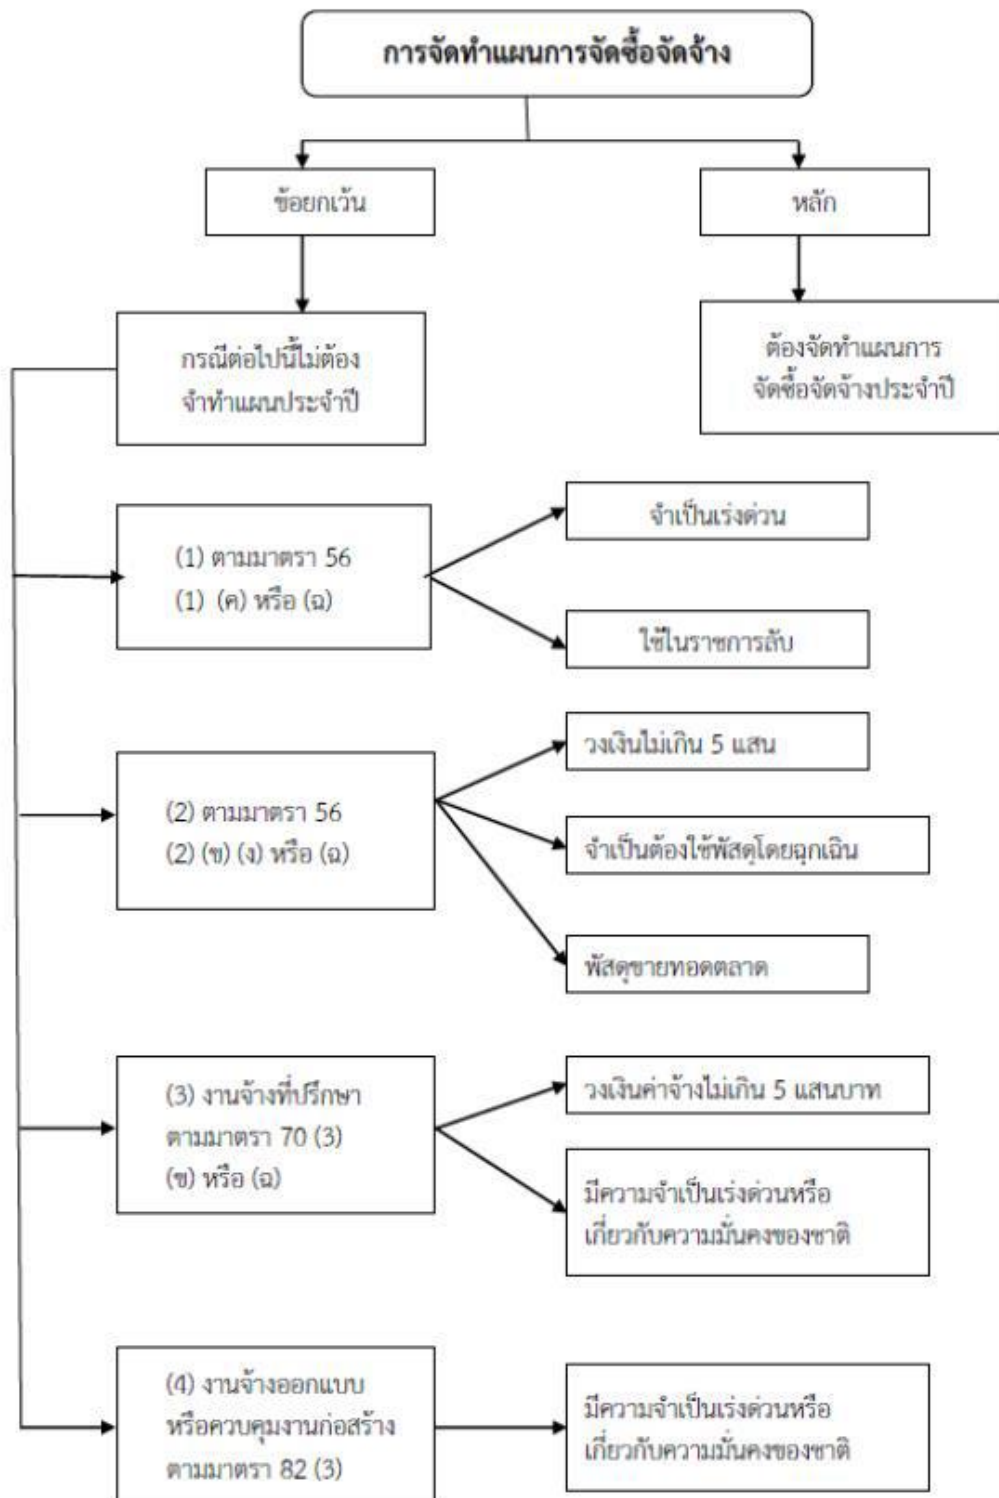 การจัดทำแผนการจัดซื้อจัดจ้าง
ข้อยกเว้น
หลัก
กรณีต่อไปนี้ไม่ต้อง
จำทำแผนประจำปี
ต้องจัดทำแผนการ
จัดซื้อจัดจ้างประจำปี
(1) ตามมาตรา 56
(1) (ค) หรือ (ฉ)
จำเป็นเร่งด่วน
ใช้ในราชการลับ
(2) ตามมาตรา 56
(2) (ข) (ง) หรือ (ฉ)
วงเงินไม่เกิน 5 แสน
จำเป็นต้องใช้พัสดุโดยฉุกเฉิน
พัสดุขายทอดตลาด
(3) งานจ้างที่ปรึกษา
ตามมาตรา 70 (3)
(ข) หรือ (ฉ)
วงเงินค่าจ้างไม่เกิน 5 แสนบาท
มีความจำเป็นเร่งด่วนหรือ
เกี่ยวกับความมั่นคงของชาติ
(4) งานจ้างออกแบบ
หรือควบคุมงานก่อสร้าง
ตามมาตรา 82 (3)
มีความจำเป็นเร่งด่วนหรือ
เกี่ยวกับความมั่นคงของชาติ